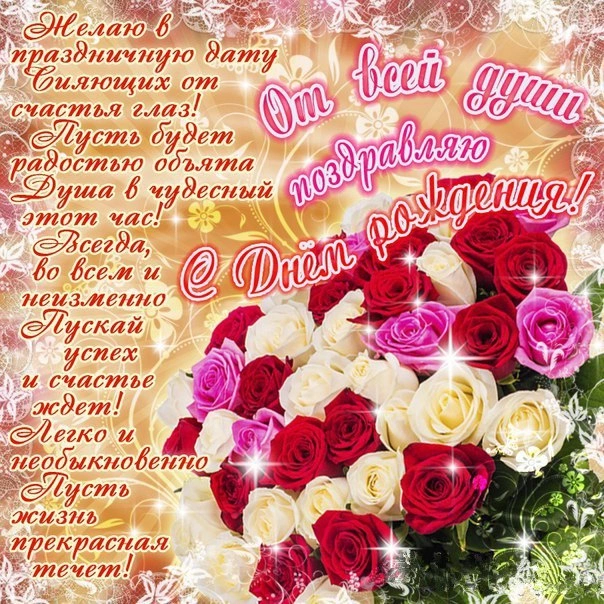 Желаю в
праздничную дату
Сияющих от
счастья глаз!
Пусть будет
радостью объята
Душа в чудесный
этот час!
Всегда,
во всем и
неизменно
Пускай
успех
и счастье
ждет!
Легко и
необыкновенно
Пусть
жизнь
прекрасная
течет!
От всей души
поздравляю
С Днём рождения!